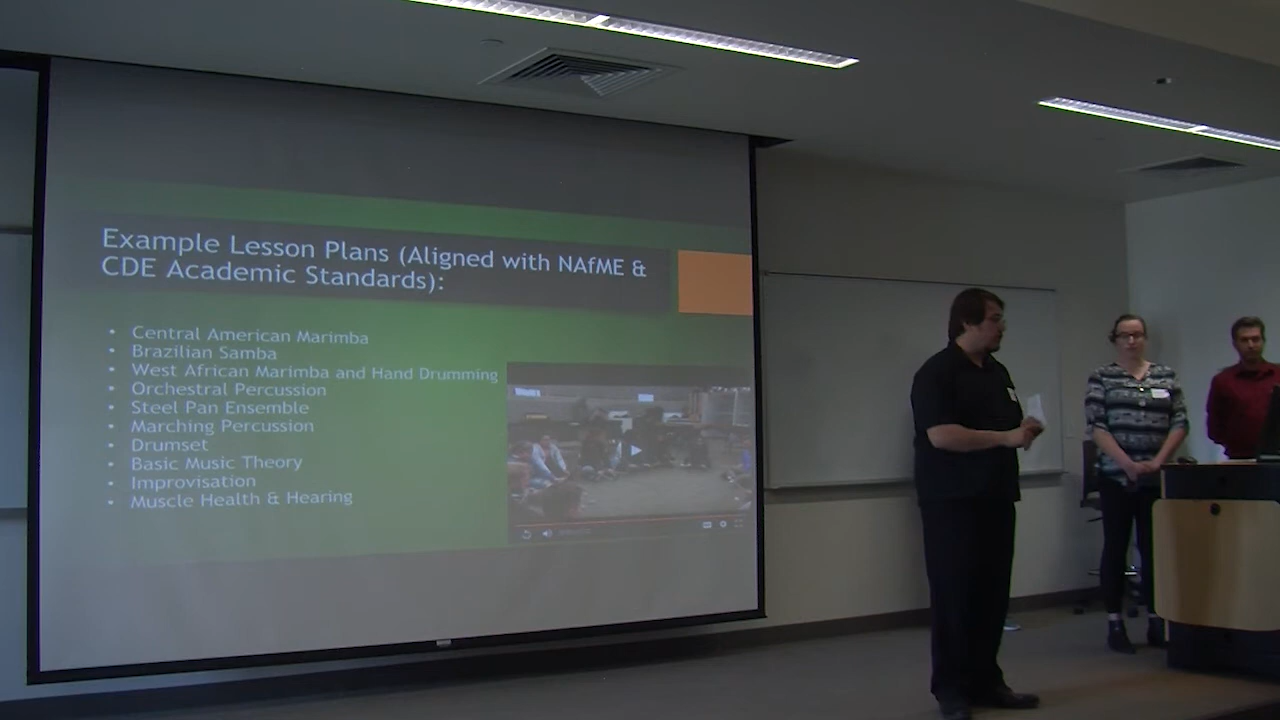 Example Lesson Plans (Aligned with NAfME &
CDE Academic Standards):
• Central American Marimba
• Brazilian Samba
• West African Marimba and Hand Drumming
• Orchestral Percussion
• Steel Pan Ensemble
• Marching Percussion
• Drumset
• Basic Music Theory
• Improvisation
• Muscle Health & Hearing